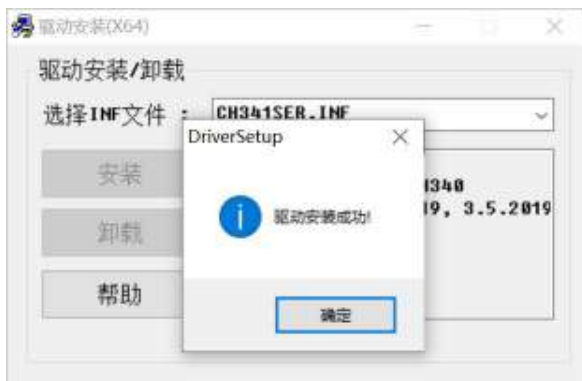 驱动安装(X64)
驱动安装/卸载
选择INF文件 :
CH341SER.INF
DriverSetup
安装
卸载
帮助
驱动安装成功!
确定
H340
19, 3.5.2019